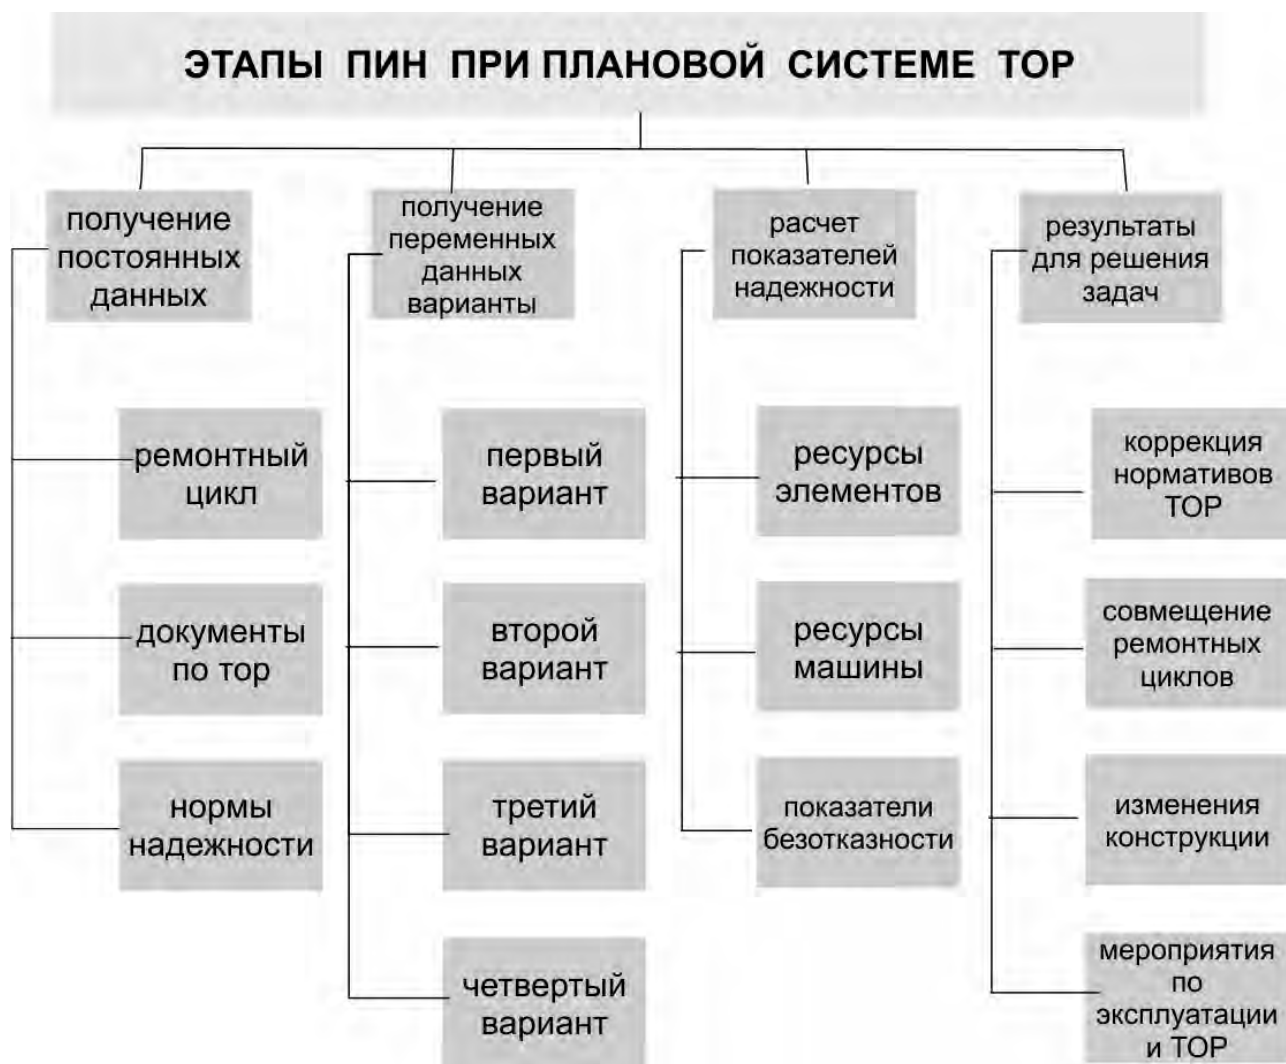 ЭТАПЫ ПИН ПРИ ПЛАНОВОЙ СИСТЕМЕ ТОР
получение
постоянных
данных
ремонтный
цикл
документы
по тор
нормы
надежности
получение
переменных
данных
варианты
первый
вариант
второй
вариант
третий
вариант
четвертый
вариант
расчет
показателей
надежности
ресурсы
элементов
ресурсы
машины
показатели
безотказности
результаты
для решения
задач
коррекция
нормативов
ТОР
совмещение
ремонтных
циклов
изменения
конструкции
мероприятия
по
эксплуатации
и ТОР